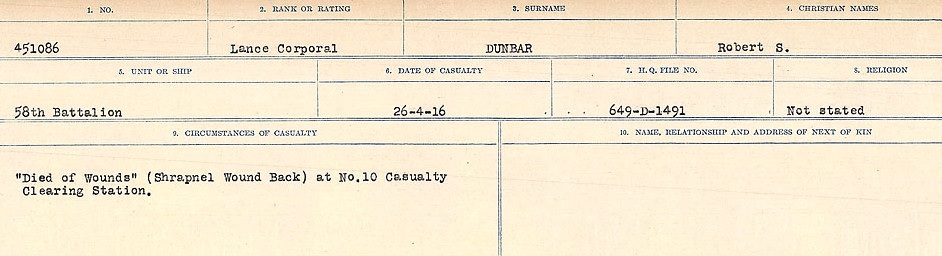 1. NO. 2. RANK OR RATING 3. SURNAME 4. CHRISTIAN NAMES
451086 Lance Corporal DUNBAR Robert S.
5. UNIT OR SHIP 6. DATE OF CASUALTY 7. H.Q. FILE NO. 8. RELIGION
58th Battalion 26-4-16 649-D-1491 Not stated
9. CIRCUMSTANCES OF CASUALTY 10. NAME, RELATIONSHIP AND ADDRESS OF NEXT OF KIN
"Died of Wounds" (Shrapnel Wound Back) at No.10 Casualty
Clearing Station.